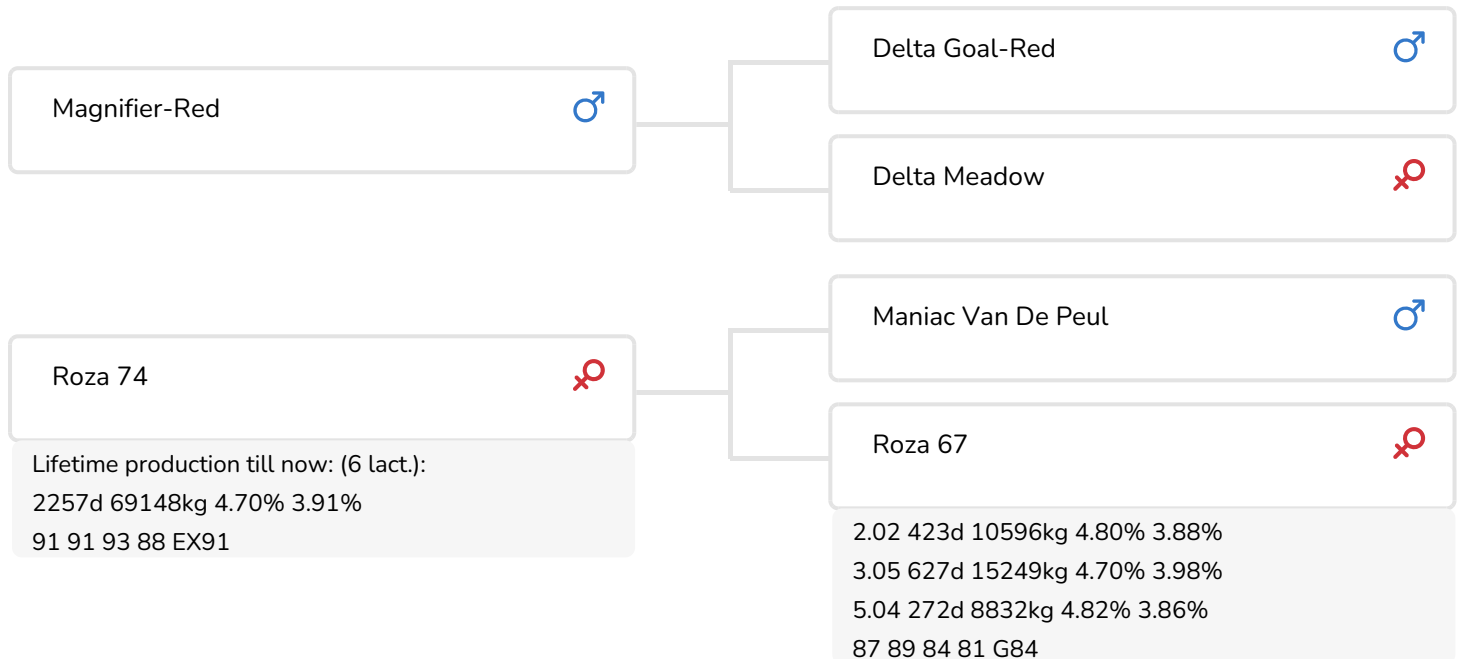 Magnifier-Red
Delta Goal-Red
Delta Meadow
Roza 74
Lifetime production till now: (6 lact.):
2257d 69148kg 4.70% 3.91%
91 91 93 88 EX91
Maniac Van De Peul
Roza 67
2.02 423d 10596kg 4.80% 3.88%
3.05 627d 15249kg 4.70% 3.98%
5.04 272d 8832kg 4.82% 3.86%
87 89 84 81 G84